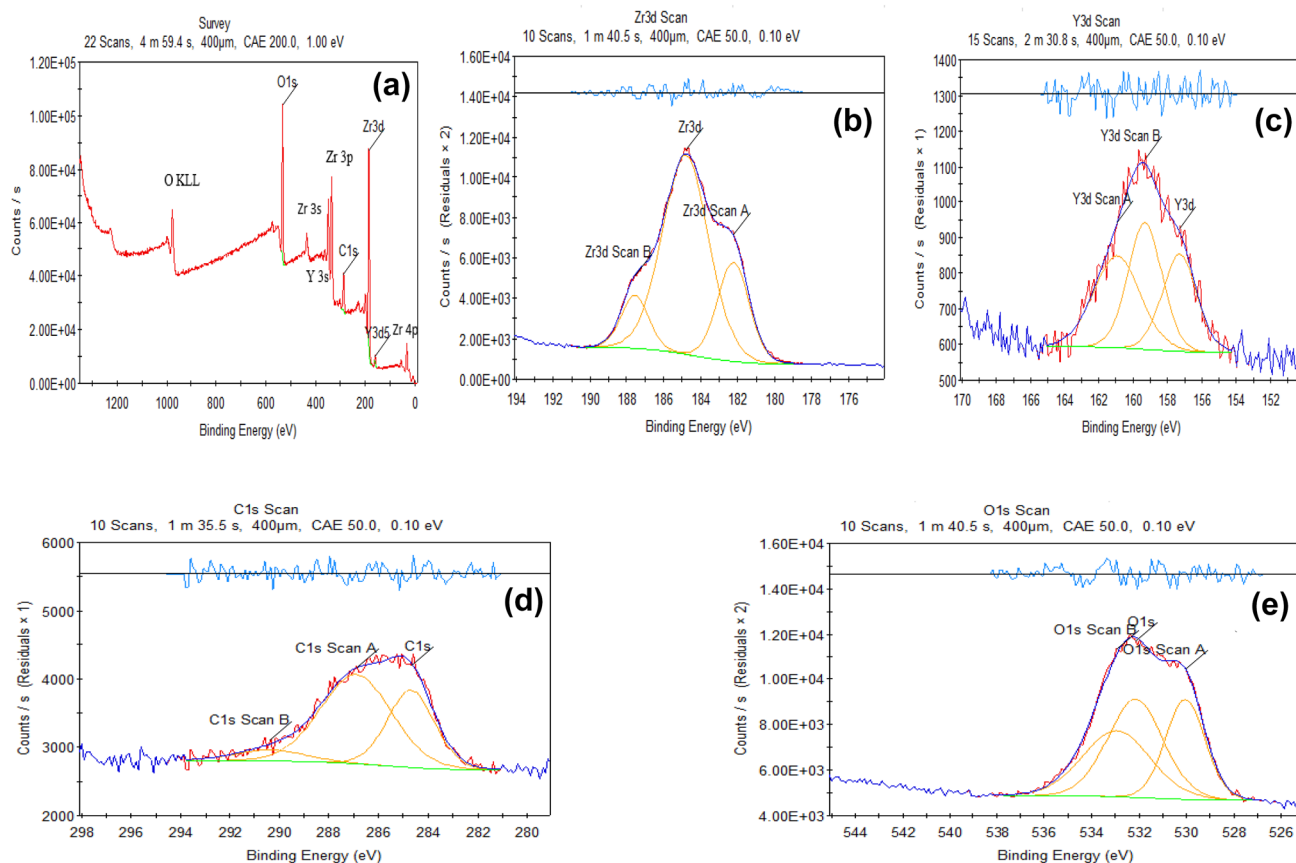 Survey
22 Scans, 4 m 59.4 s, 400µm, CAE 200.0, 1.00 eV
(a)
Counts / s
1.20E+05
1.00E+05
8.00E+04
6.00E+04
4.00E+04
2.00E+04
0.00E+00
O KLL
O1s
Zr 3s
Zr 3p
Zr3d
Y 3s
C1s
Y3d5
Zr 4p
1200 1000 800 600 400 200 0
Binding Energy (eV)
Zr3d Scan
10 Scans, 1 m 40.5 s, 400µm, CAE 50.0, 0.10 eV
(b)
Counts / s (Residuals × 2)
1.60E+04
1.40E+04
1.20E+04
1.00E+04
8.00E+03
6.00E+03
4.00E+03
2.00E+03
0.00E+00
Zr3d
Zr3d Scan A
Zr3d Scan B
194 192 190 188 186 184 182 180 178 176
Binding Energy (eV)
Y3d Scan
15 Scans, 2 m 30.8 s, 400µm, CAE 50.0, 0.10 eV
(c)
Counts / s (Residuals × 1)
1400
1300
1200
1100
1000
900
800
700
600
500
Y3d Scan B
Y3d Scan A
Y3d
170 168 166 164 162 160 158 156 154 152
Binding Energy (eV)
C1s Scan
10 Scans, 1 m 35.5 s, 400µm, CAE 50.0, 0.10 eV
(d)
Counts / s (Residuals × 1)
6000
5000
4000
3000
2000
C1s Scan A
C1s
C1s Scan B
298 296 294 292 290 288 286 284 282 280
Binding Energy (eV)
O1s Scan
10 Scans, 1 m 40.5 s, 400µm, CAE 50.0, 0.10 eV
(e)
Counts / s (Residuals × 2)
1.60E+04
1.40E+04
1.20E+04
1.00E+04
8.00E+03
6.00E+03
4.00E+03
O1s Scan B
O1s
O1s Scan A
544 542 540 538 536 534 532 530 528 526
Binding Energy (eV)